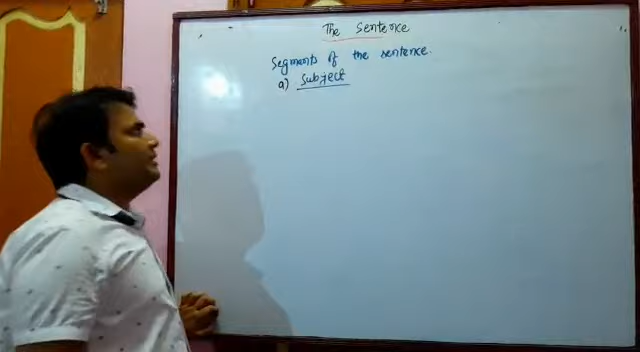 The Sentence
Segments of the sentence.
a) Subject